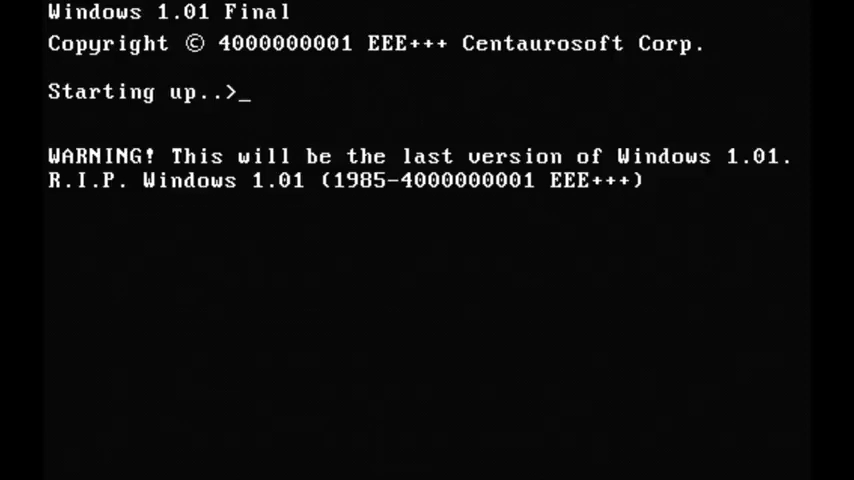 Windows 1.01 Final
Copyright © 4000000001 EEE+++ Centaurosoft Corp.
Starting up..>_
WARNING! This will be the last version of Windows 1.01.
R.I.P. Windows 1.01 (1985-4000000001 EEE+++)